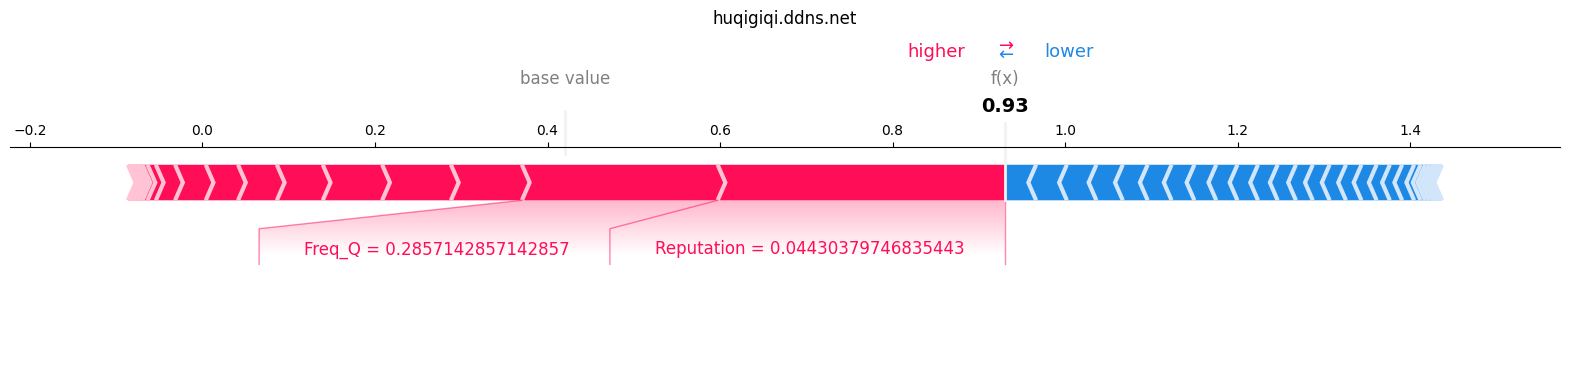 huqigiqi.ddns.net
higher → ← lower
base value f(x)
0.93
−0.2 0.0 0.2 0.4 0.6 0.8 1.0 1.2 1.4
Freq_Q = 0.2857142857142857 Reputation = 0.04430379746835443